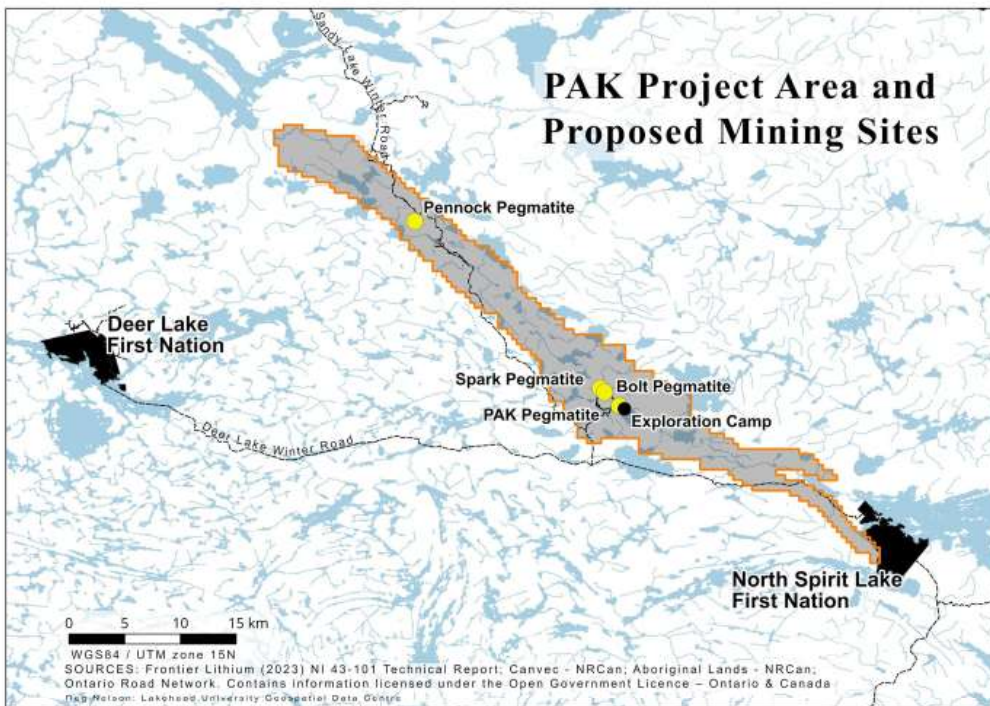 PAK Project Area and
Proposed Mining Sites
Sandy Lake Winter Road
Pennock Pegmatite
Deer Lake
First Nation
Spark Pegmatite
Bolt Pegmatite
PAK Pegmatite
Exploration Camp
Deer Lake Winter Road
North Spirit Lake
First Nation
0 5 10 15 km
WGS84 / UTM zone 15N
SOURCES: Frontier Lithium (2023) NI 43-101 Technical Report; Canvec - NRCan; Aboriginal Lands - NRCan;
Ontario Road Network. Contains information licensed under the Open Government Licence – Ontario & Canada
Nelson: Lakehead University Geospatial Data Centre